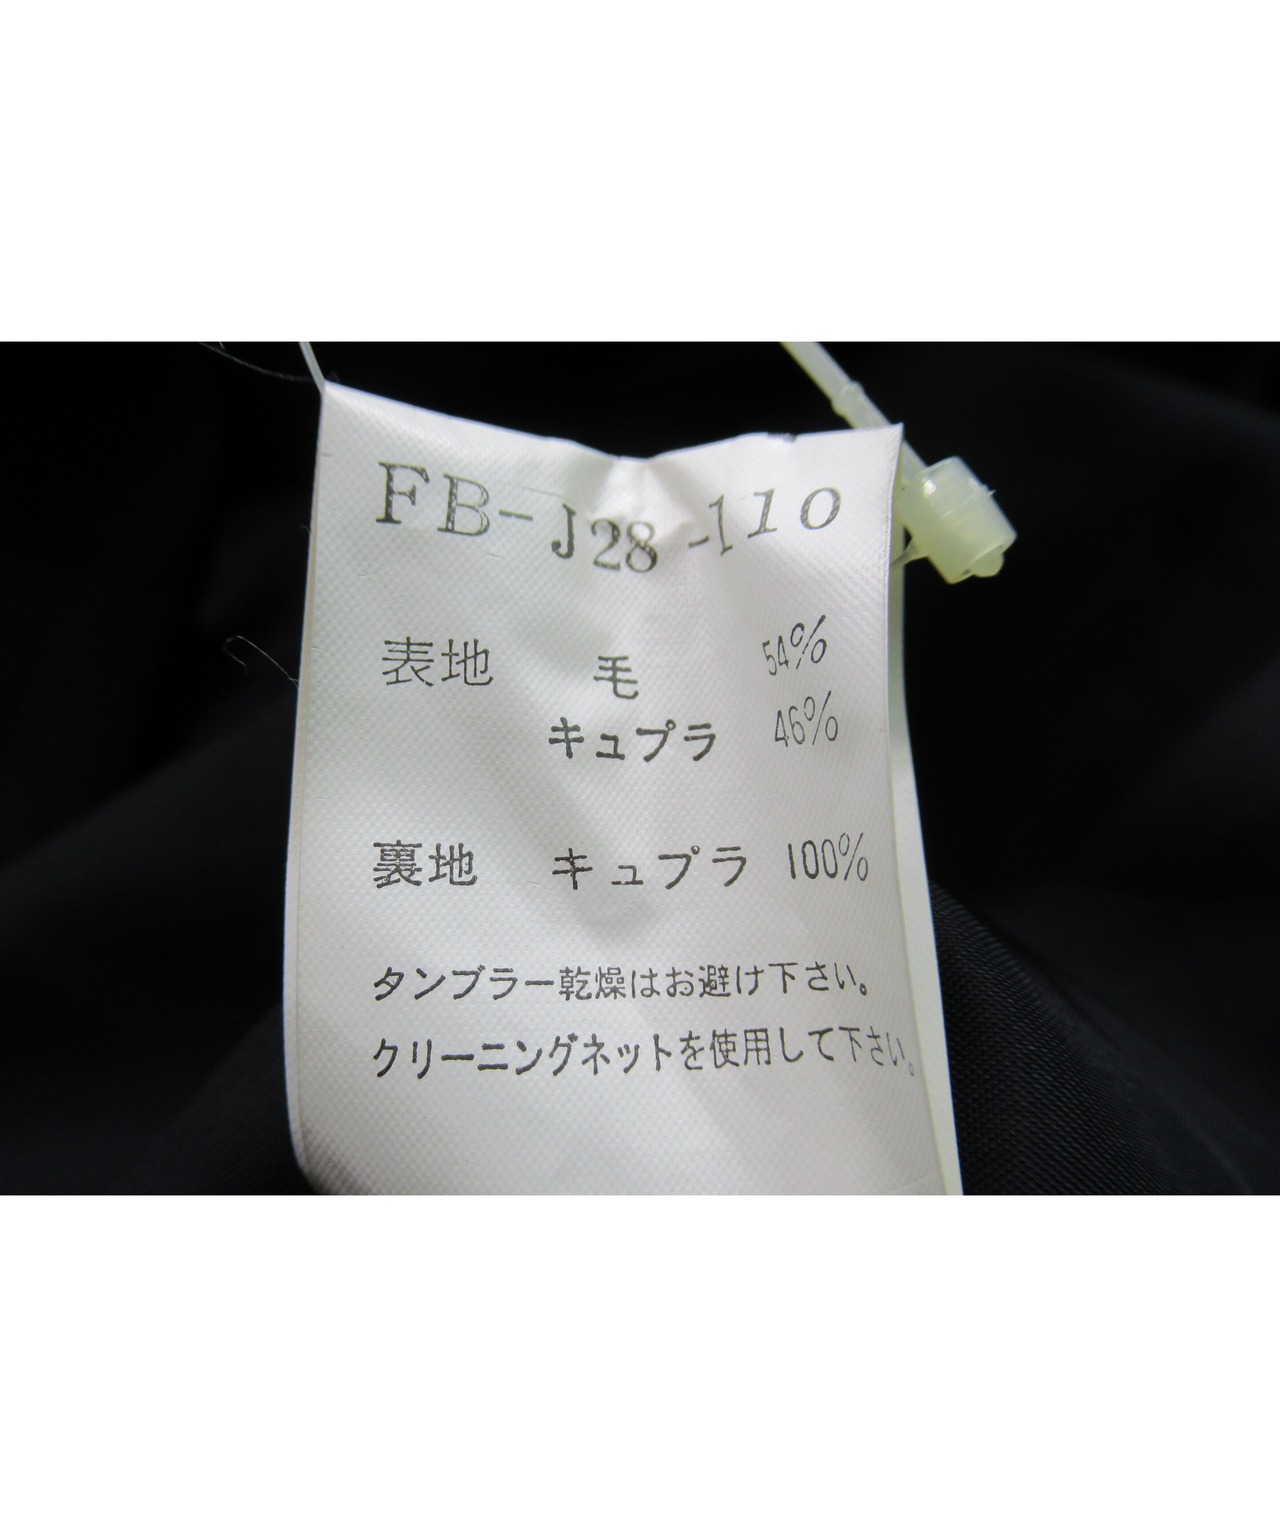 FB-J28-110
表地 毛 54%
キュプラ 46%
裏地 キュプラ 100%
タンブラー乾燥はお避け下さい。
クリーニングネットを使用して下さい。